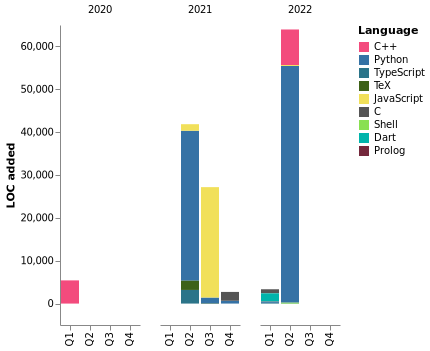 2020 2021 2022
Language
C++
Python
TypeScript
TeX
JavaScript
C
Shell
Dart
Prolog
LOC added
60,000
50,000
40,000
30,000
20,000
10,000
0
Q1 Q2 Q3 Q4 Q1 Q2 Q3 Q4 Q1 Q2 Q3 Q4